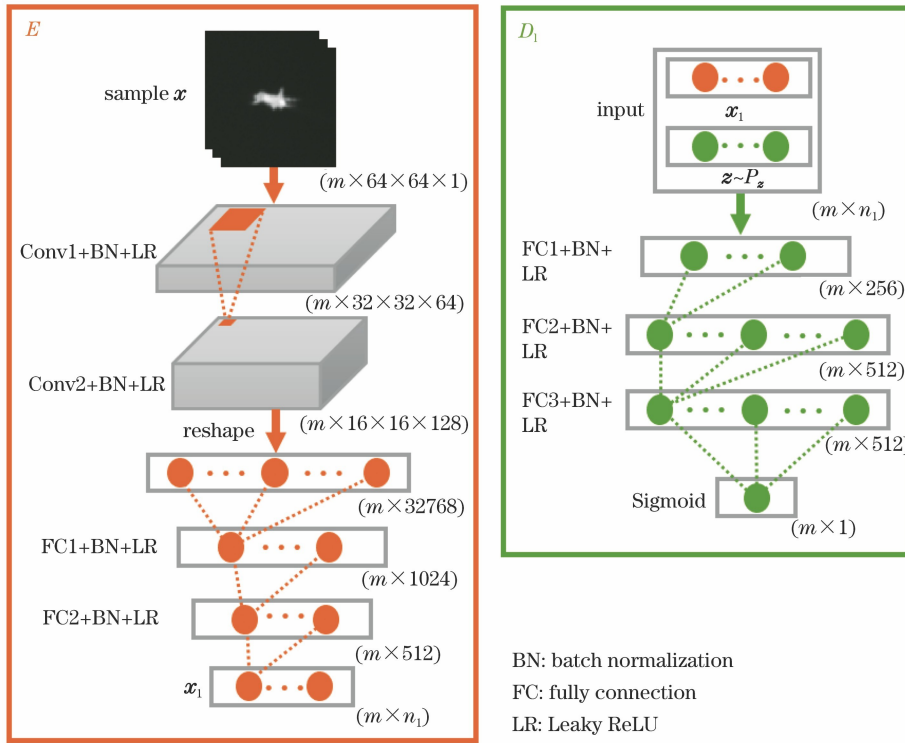 E
sample x
(m×64×64×1)
Conv1+BN+LR
(m×32×32×64)
Conv2+BN+LR
(m×16×16×128)
reshape
(m×32768)
FC1+BN+LR
(m×1024)
FC2+BN+LR
(m×512)
x₁
(m×n₁)
D₁
input
x₁
z~P_z
(m×n₁)
FC1+BN+
LR
(m×256)
FC2+BN+
LR
(m×512)
FC3+BN+
LR
(m×512)
Sigmoid
(m×1)
BN: batch normalization
FC: fully connection
LR: Leaky ReLU